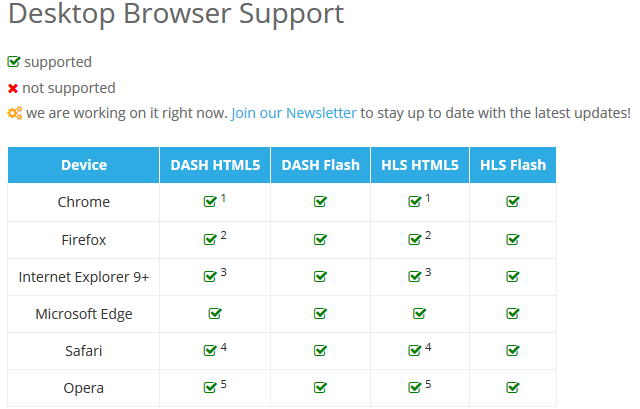 Desktop Browser Support
supported
not supported
we are working on it right now. Join our Newsletter to stay up to date with the latest updates!
Device DASH HTML5 DASH Flash HLS HTML5 HLS Flash
Chrome 1 1
Firefox 2 2
Internet Explorer 9+ 3 3
Microsoft Edge
Safari 4 4
Opera 5 5